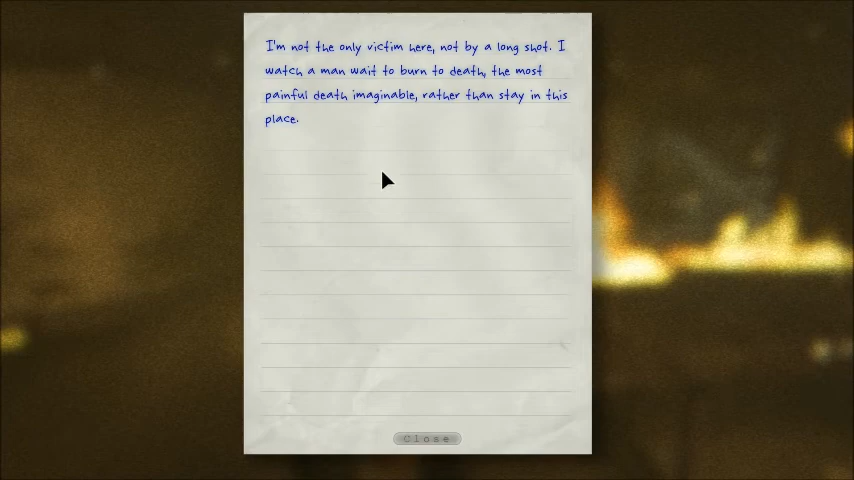 I'm not the only victim here, not by a long shot. I
watch a man wait to burn to death, the most
painful death imaginable, rather than stay in this
place.
Close